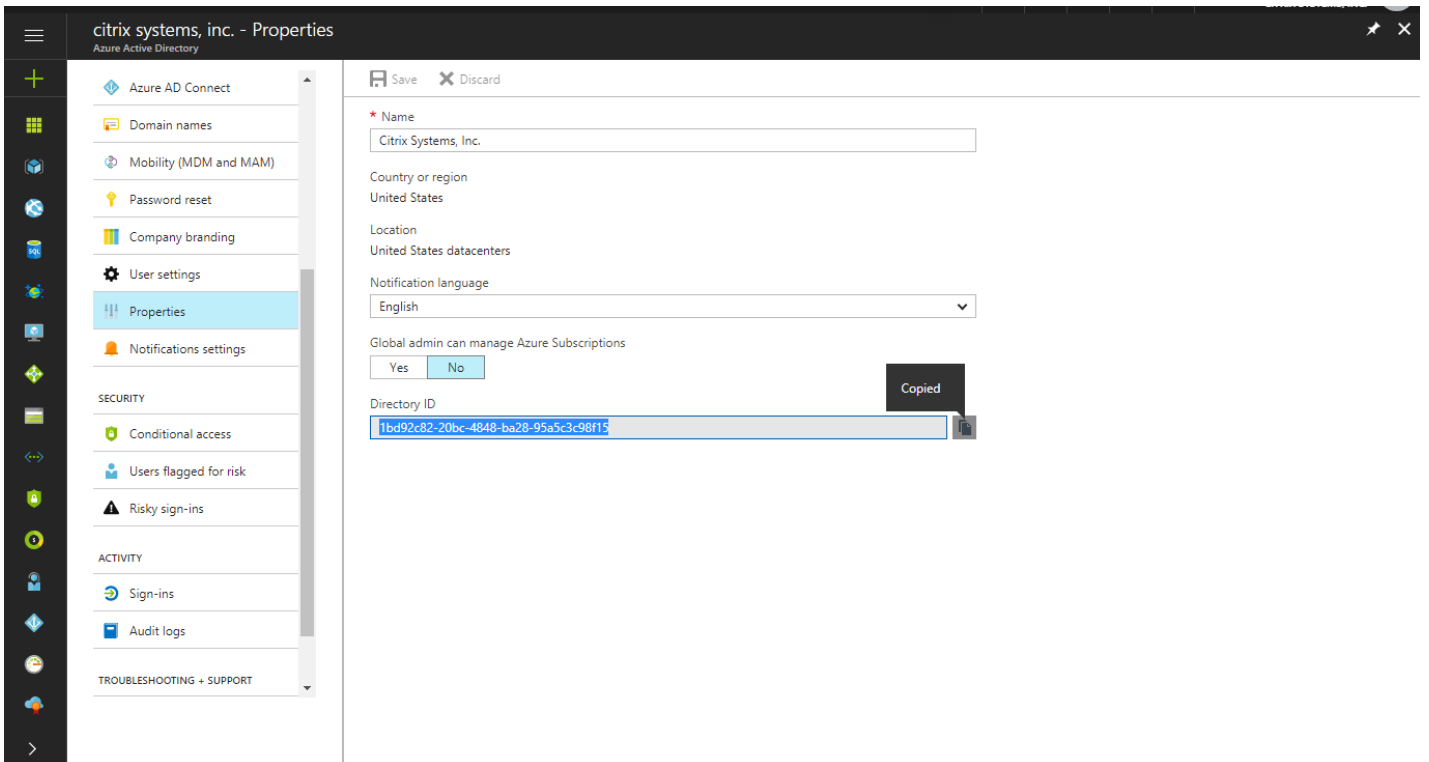 citrix systems, inc. - Properties
Azure Active Directory
Azure AD Connect
Domain names
Mobility (MDM and MAM)
Password reset
Company branding
User settings
Properties
Notifications settings
SECURITY
Conditional access
Users flagged for risk
Risky sign-ins
ACTIVITY
Sign-ins
Audit logs
TROUBLESHOOTING + SUPPORT
Save Discard
* Name
Citrix Systems, Inc.
Country or region
United States
Location
United States datacenters
Notification language
English
Global admin can manage Azure Subscriptions
Yes No
Copied
Directory ID
1bd92c82-20bc-4848-ba28-95a5c3c98f15
SQL